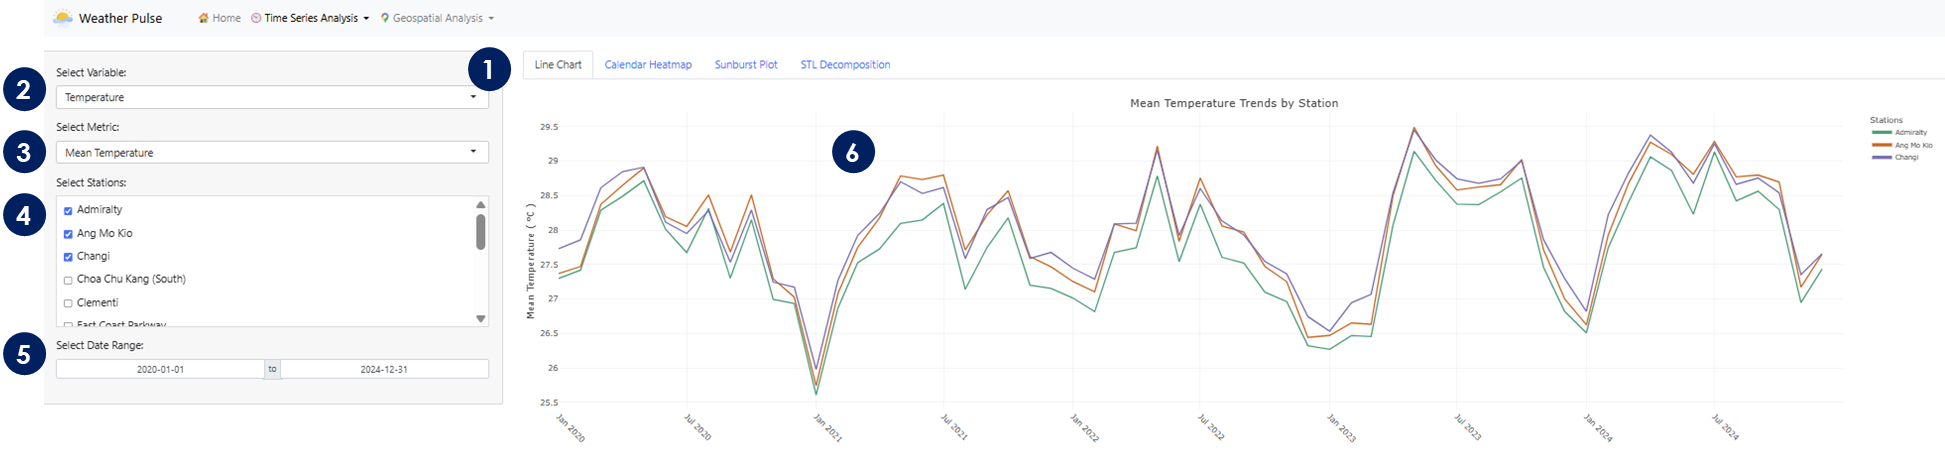 Weather Pulse Home Time Series Analysis Geospatial Analysis
1
Line Chart Calendar Heatmap Sunburst Plot STL Decomposition
2
Select Variable:
Temperature
3
Select Metric:
Mean Temperature
4
Select Stations:
Admiralty
Ang Mo Kio
Changi
Choa Chu Kang (South)
Clementi
East Coast Parkway
5
Select Date Range:
2020-01-01 to 2024-12-31
6
Mean Temperature Trends by Station
Mean Temperature ( ºC )
29.5
29
28.5
28
27.5
27
26.5
26
25.5
Jan 2020
Jul 2020
Jan 2021
Jul 2021
Jan 2022
Jul 2022
Jan 2023
Jul 2023
Jan 2024
Jul 2024
Stations
Admiralty
Ang Mo Kio
Changi